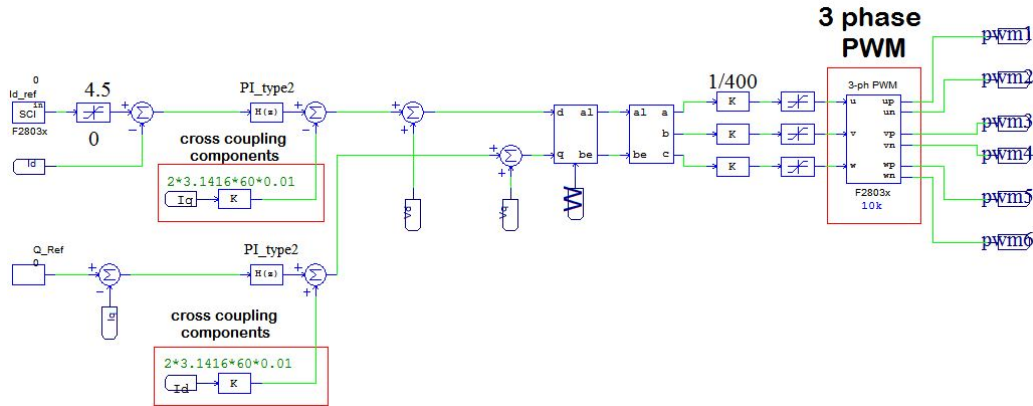 3 phase
PWM
pwm1
0
Id_ref
in
SCI
F2803x
4.5
0
Id
PI_type2
H(z)
cross coupling
components
2*3.1416*60*0.01
Iq
K
Vd
Vq
d
al
q
be
W
al
a
b
be
c
1/400
K
K
K
3-ph PWM
u
up
un
v
vp
vn
w
wp
wn
F2803x
10k
pwm2
pwm3
pwm4
pwm5
pwm6
Q_Ref
0
Iq
PI_type2
H(z)
cross coupling
components
2*3.1416*60*0.01
Id
K